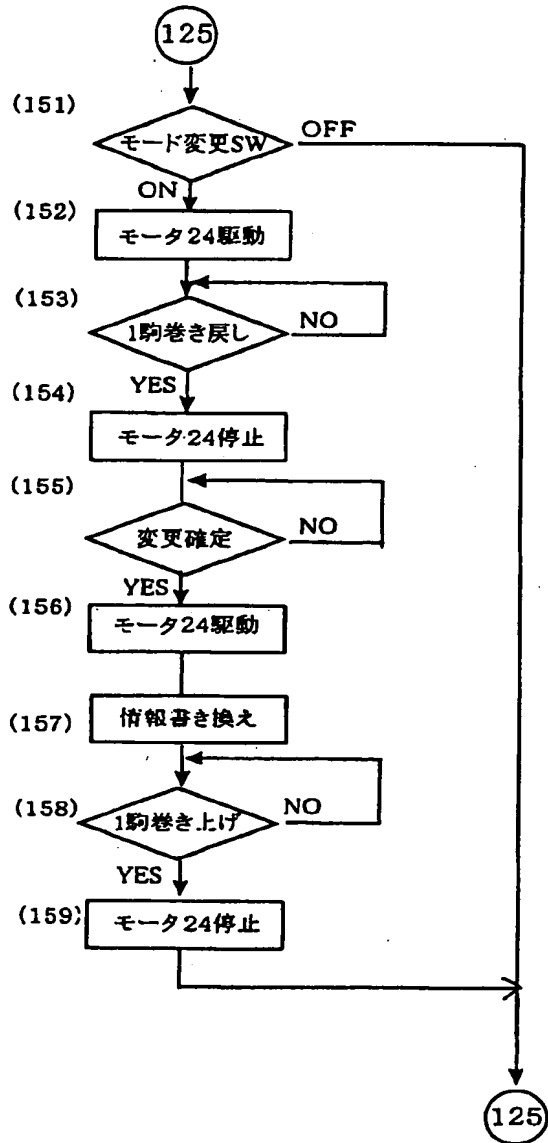 125
(151)
モード変更SW
OFF
ON
(152)
モータ24駆動
(153)
1駒巻き戻し
NO
YES
(154)
モータ24停止
(155)
変更確定
NO
YES
(156)
モータ24駆動
(157)
情報書き換え
(158)
1駒巻き上げ
NO
YES
(159)
モータ24停止
125